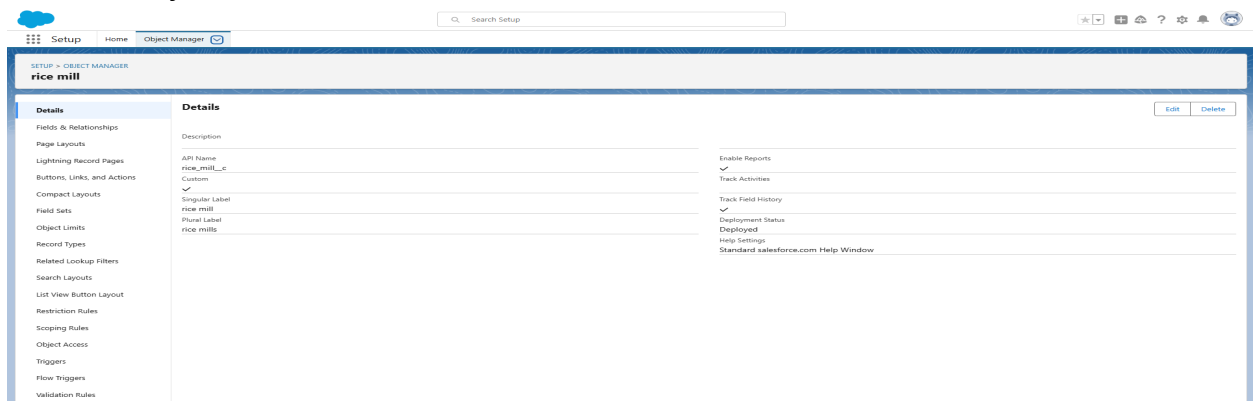 Search Setup
Setup
Home
Object Manager
SETUP > OBJECT MANAGER
rice mill
Details
Fields & Relationships
Page Layouts
Lightning Record Pages
Buttons, Links, and Actions
Compact Layouts
Field Sets
Object Limits
Record Types
Related Lookup Filters
Search Layouts
List View Button Layout
Restriction Rules
Scoping Rules
Object Access
Triggers
Flow Triggers
Validation Rules
Details
Edit
Delete
Description
API Name
rice_mill__c
Custom
Singular Label
rice mill
Plural Label
rice mills
Enable Reports
Track Activities
Track Field History
Deployment Status
Deployed
Help Settings
Standard salesforce.com Help Window